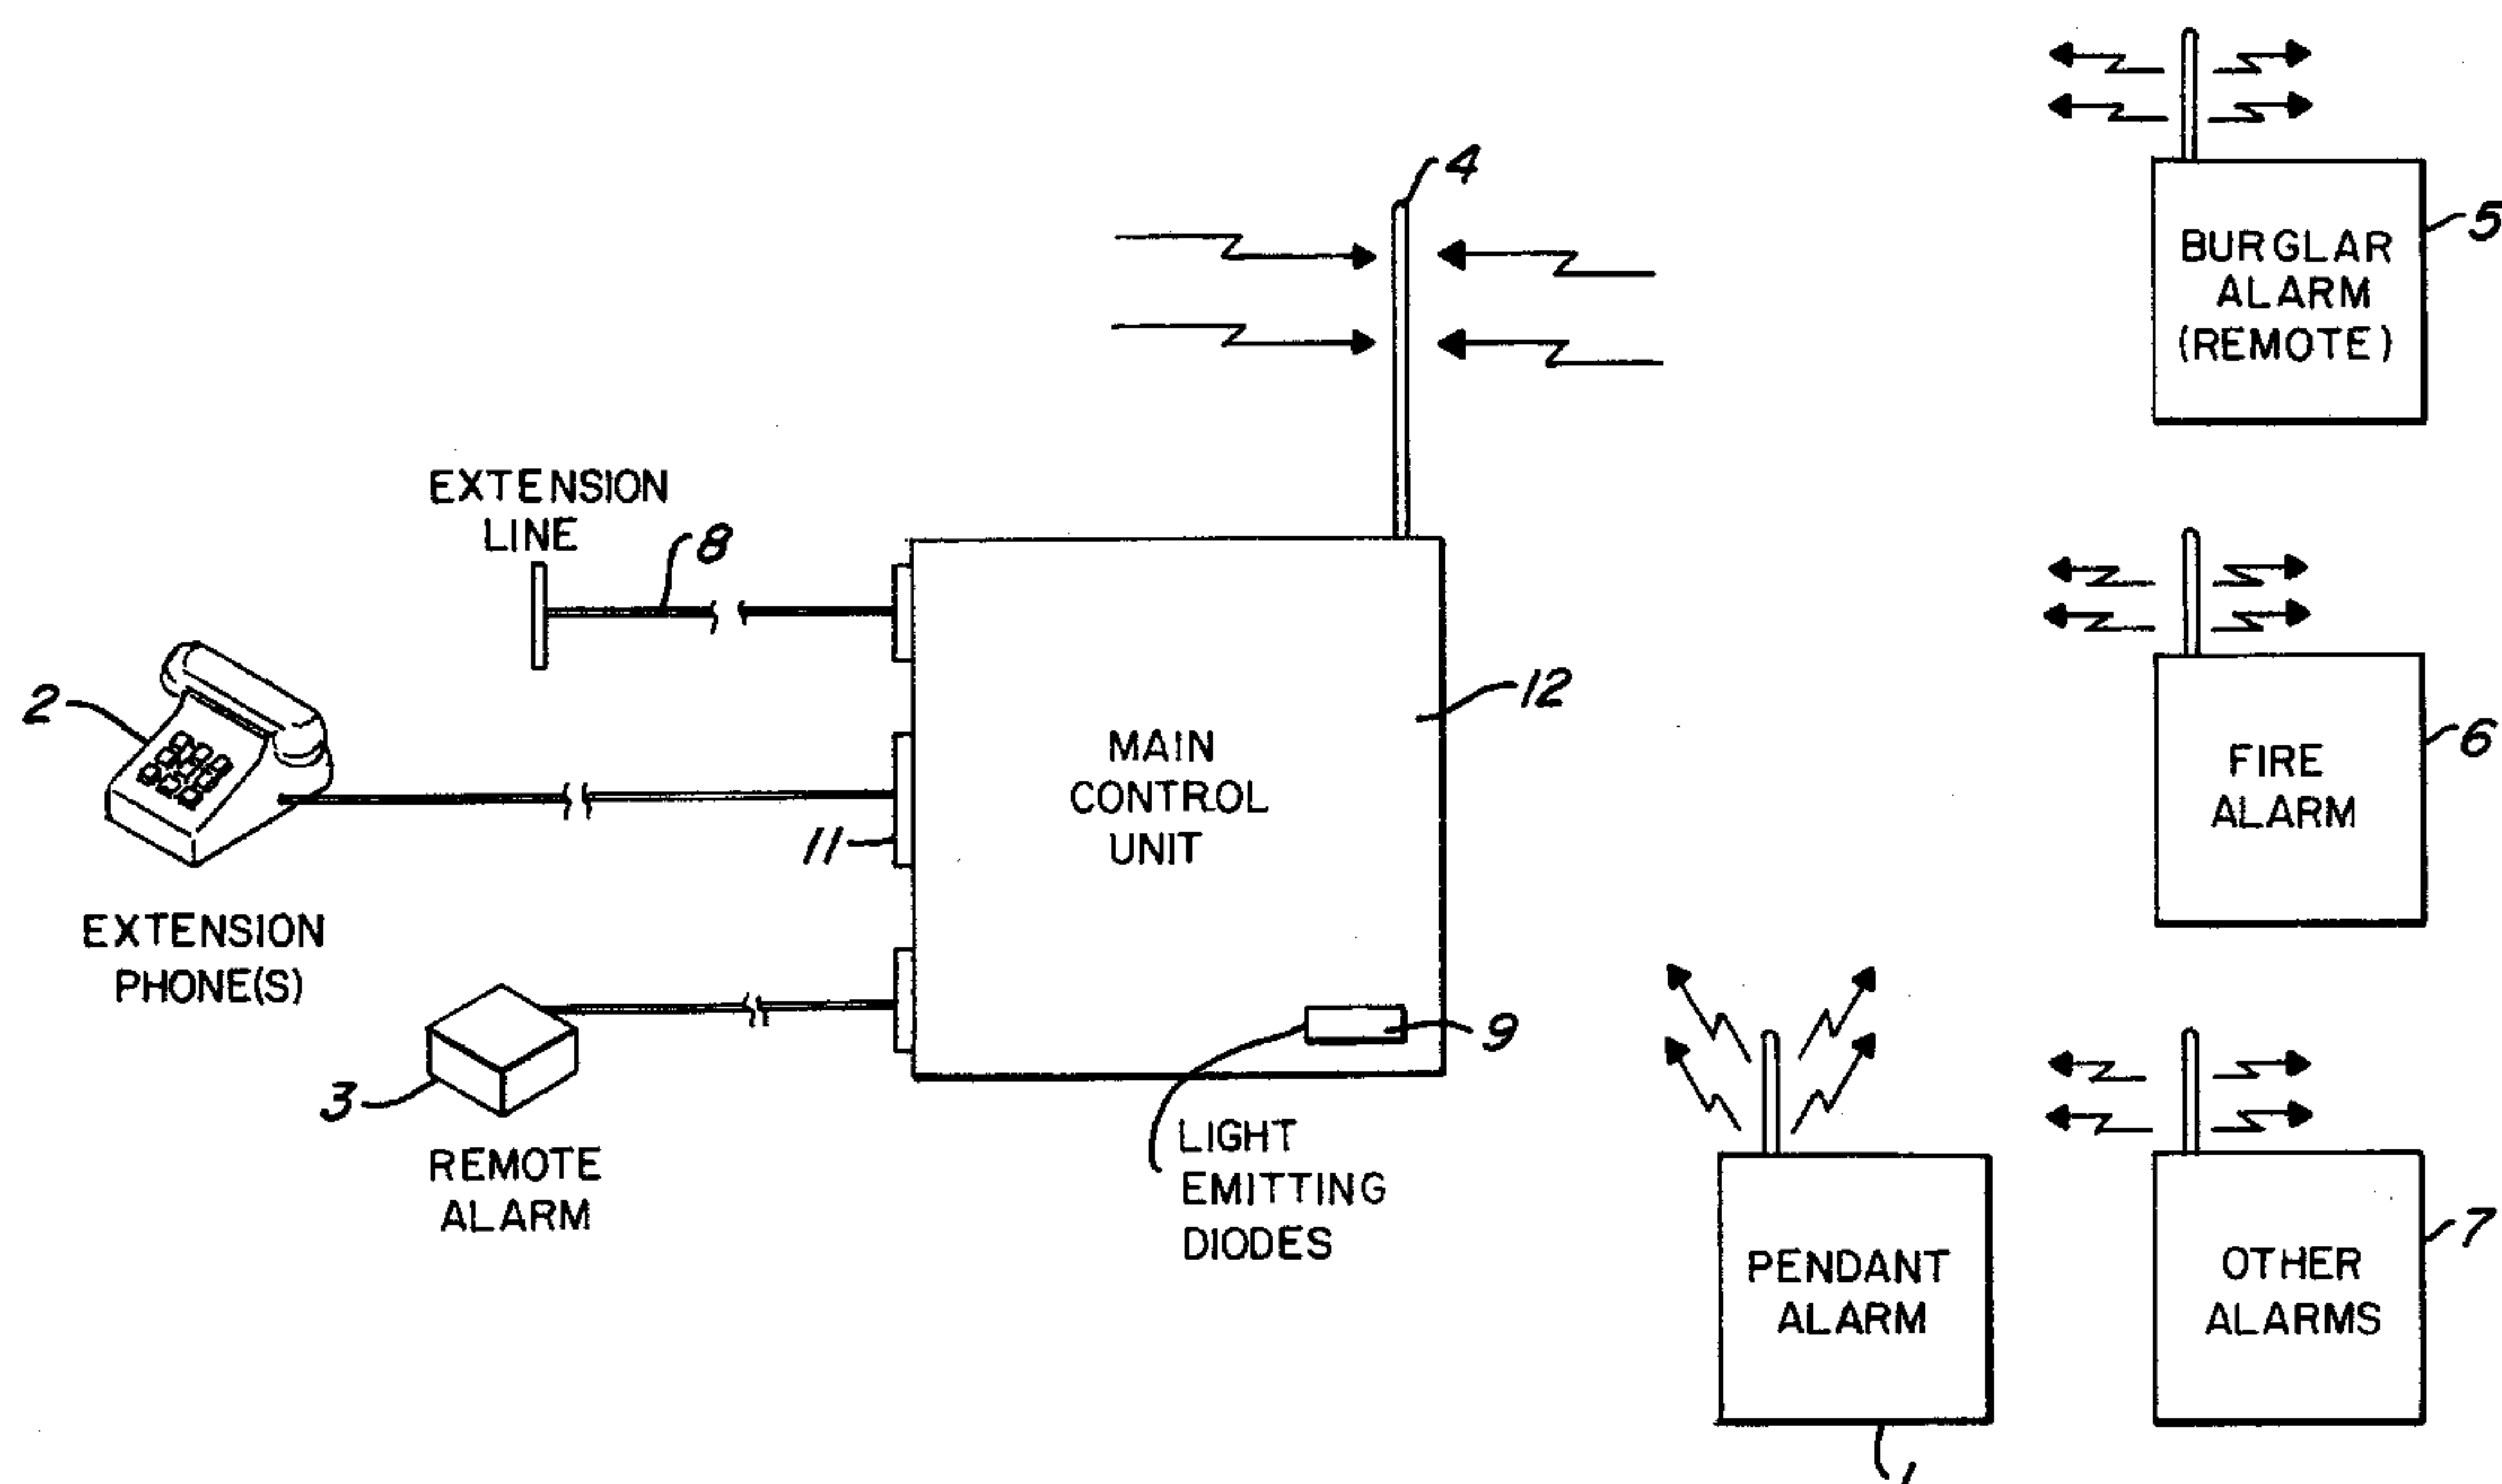 4
5
BURGLAR
ALARM
(REMOTE)
EXTENSION
LINE
8
2
12
MAIN
CONTROL
UNIT
11
6
FIRE
ALARM
EXTENSION
PHONE(S)
9
3
REMOTE
ALARM
LIGHT
EMITTING
DIODES
PENDANT
ALARM
1
7
OTHER
ALARMS